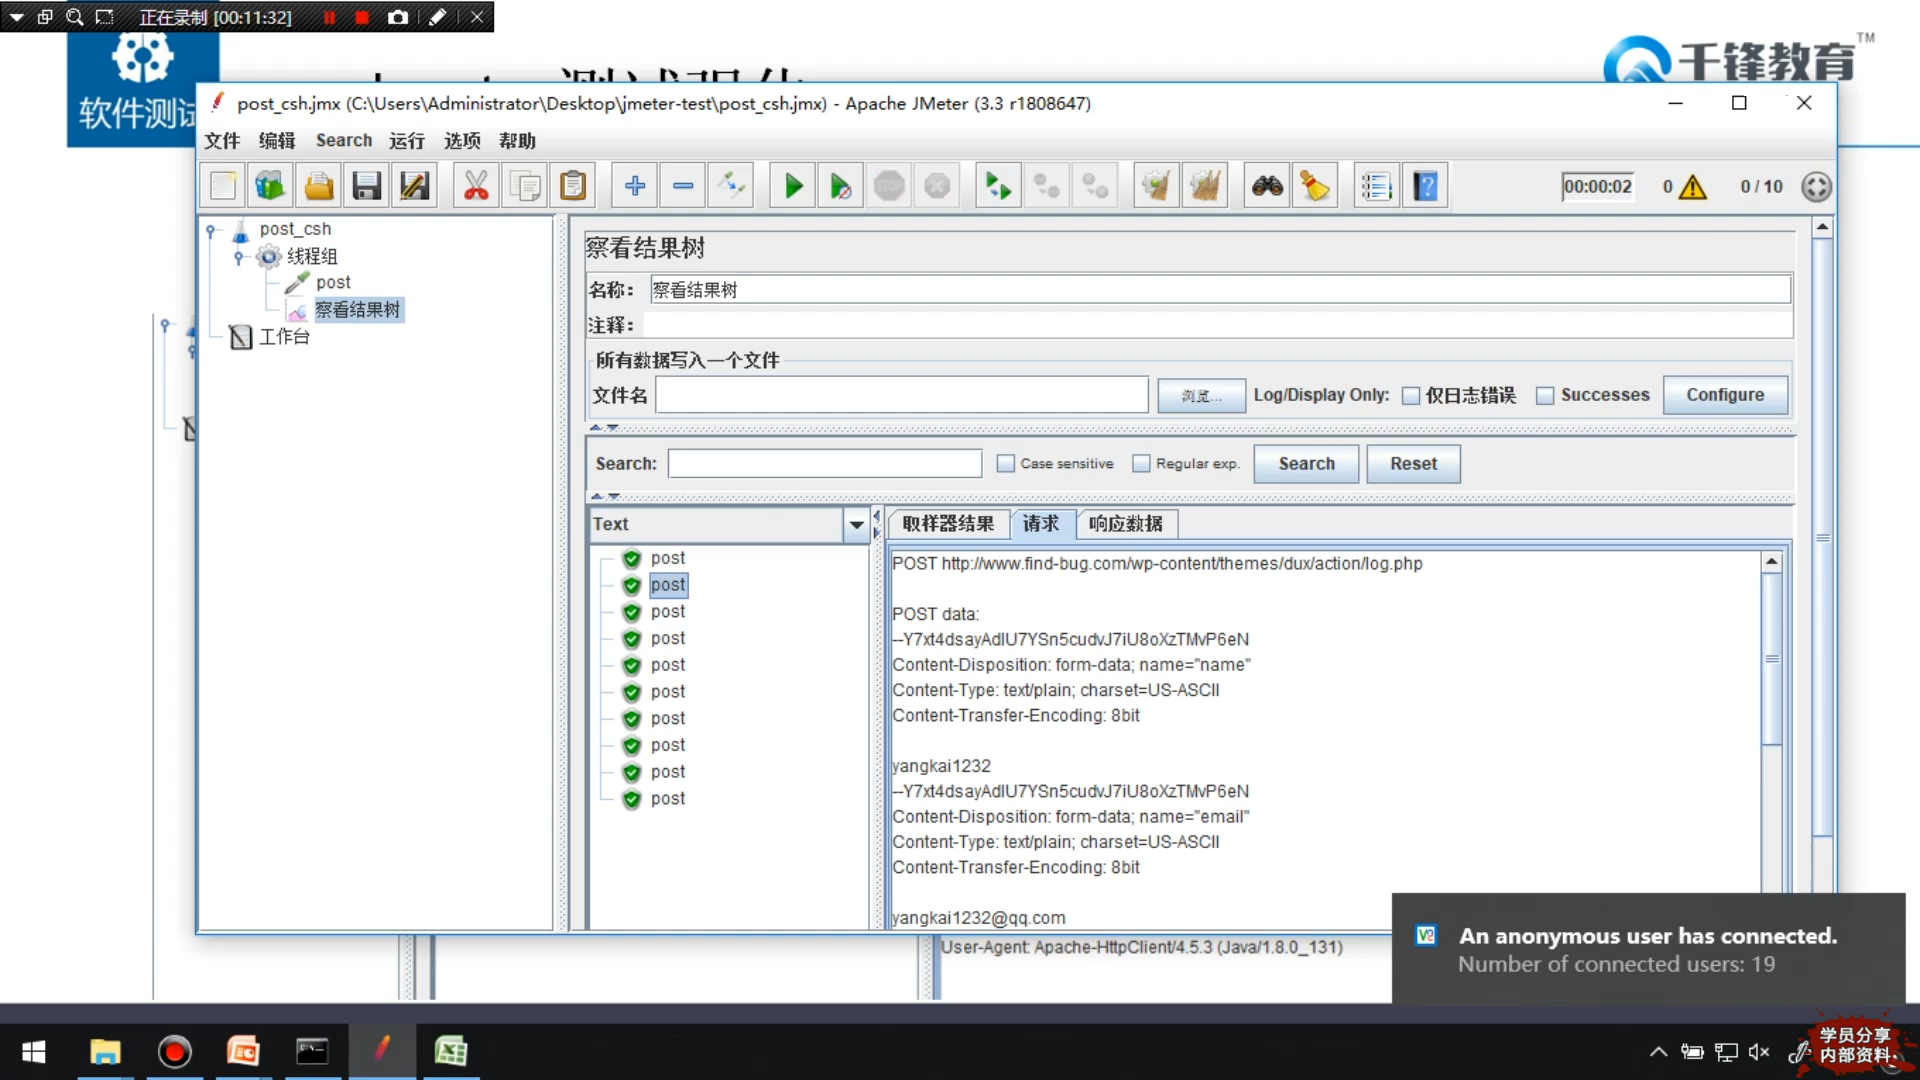 正在录制 [00:11:32]
千锋教育
TM
软件测试
post_csh.jmx (C:\Users\Administrator\Desktop\jmeter-test\post_csh.jmx) - Apache JMeter (3.3 r1808647)
文件 编辑 Search 运行 选项 帮助
00:00:02 0 0 / 10
post_csh
线程组
post
察看结果树
工作台
察看结果树
名称： 察看结果树
注释：
所有数据写入一个文件
文件名 浏览... Log/Display Only: 仅日志错误 Successes Configure
Search: Case sensitive Regular exp. Search Reset
Text
取样器结果 请求 响应数据
post
post
post
post
post
post
post
post
post
post
POST http://www.find-bug.com/wp-content/themes/dux/action/log.php
POST data:
--Y7xt4dsayAdlU7YSn5cudvJ7iU8oXzTMvP6eN
Content-Disposition: form-data; name="name"
Content-Type: text/plain; charset=US-ASCII
Content-Transfer-Encoding: 8bit
yangkai1232
--Y7xt4dsayAdlU7YSn5cudvJ7iU8oXzTMvP6eN
Content-Disposition: form-data; name="email"
Content-Type: text/plain; charset=US-ASCII
Content-Transfer-Encoding: 8bit
yangkai1232@qq.com
User-Agent: Apache-HttpClient/4.5.3 (Java/1.8.0_131)
An anonymous user has connected.
Number of connected users: 19
学员分享
内部资料